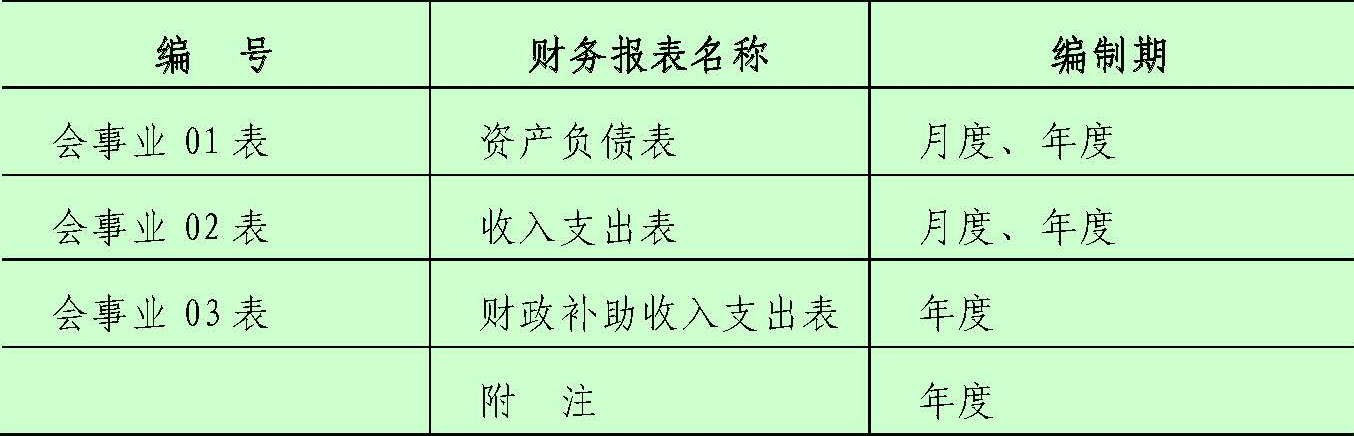 编 号 财务报表名称 编制期
会事业 01 表 资产负债表 月度、年度
会事业 02 表 收入支出表 月度、年度
会事业 03 表 财政补助收入支出表 年度
附 注 年度